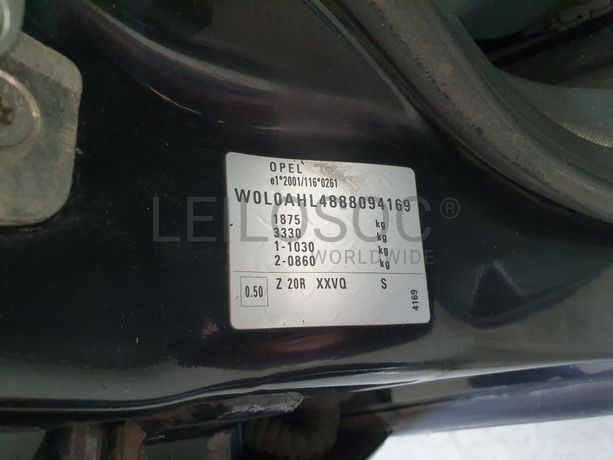 OPEL
e1*2001/116*0261
W0L0AHL4888094169
1875 kg
3330 kg
1-1030 kg
2-0860 kg
0.50 Z 20R XXVQ S
4169
LEILOSOC®
WORLDWIDE